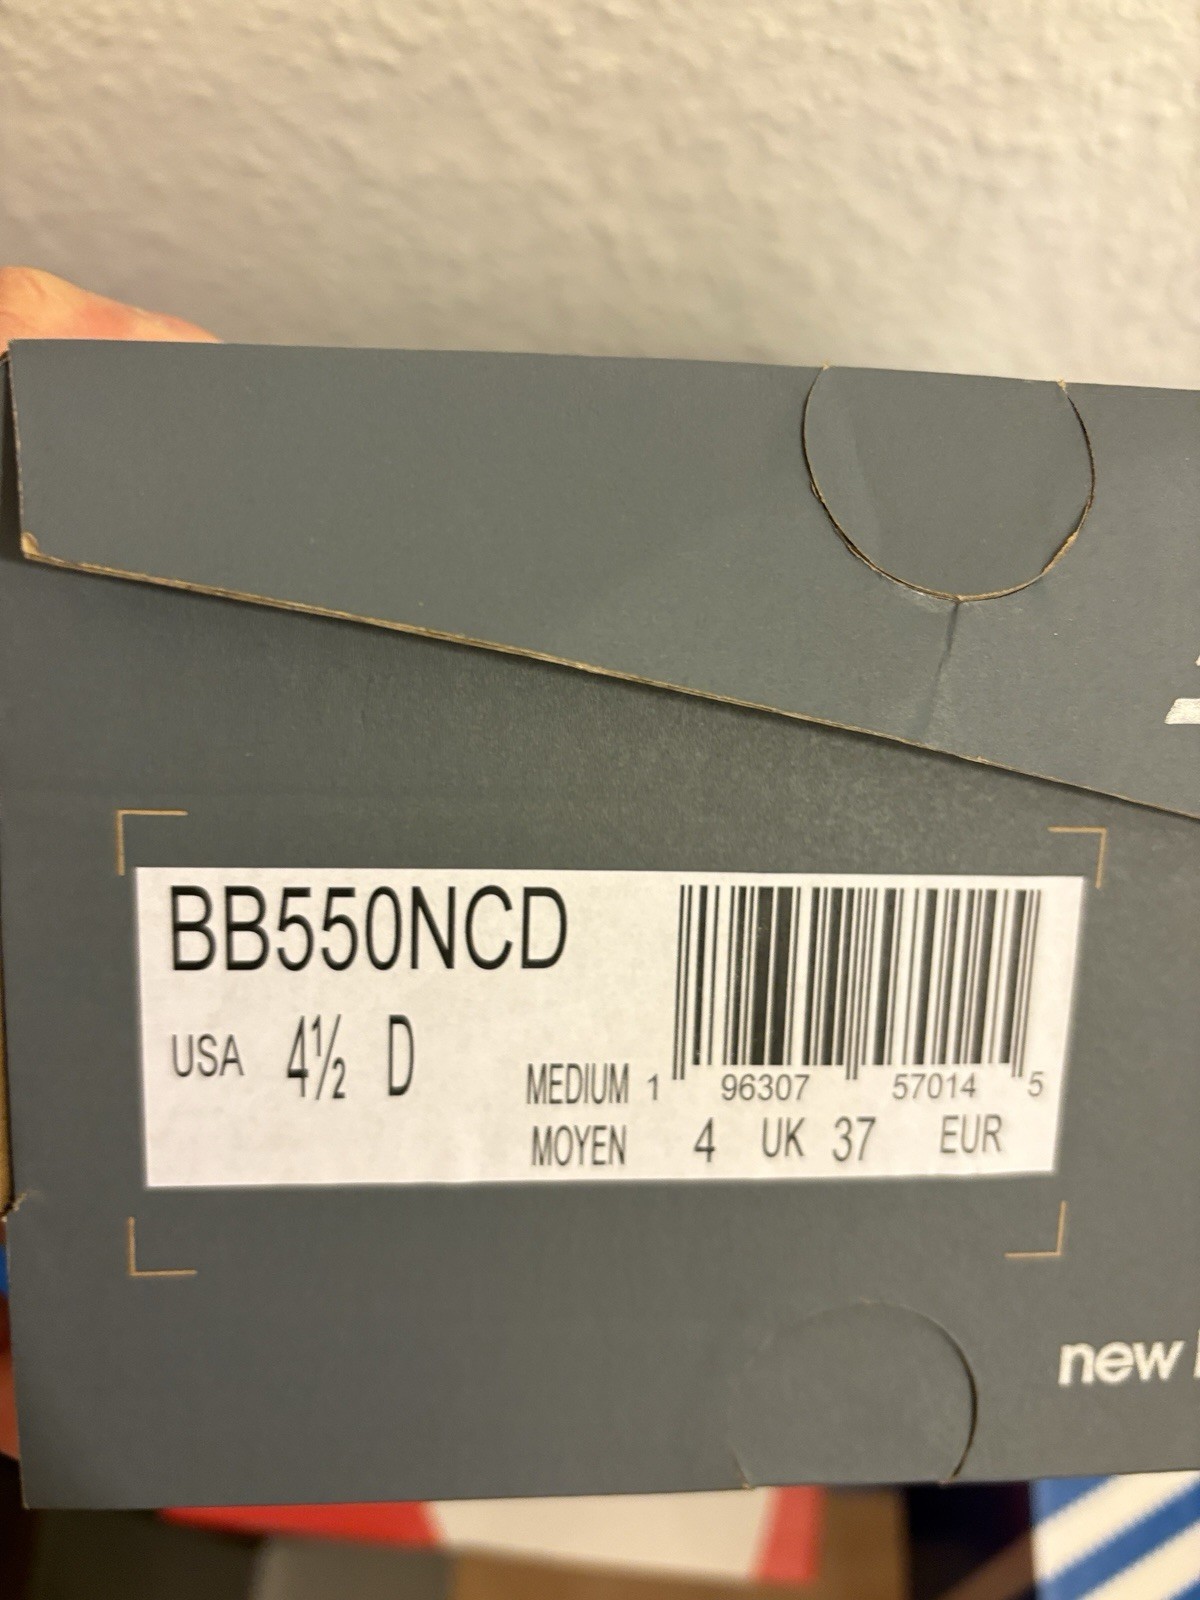 BB550NCD
USA 4½ D
MEDIUM 1 96307 57014 5
MOYEN 4 UK 37 EUR
new